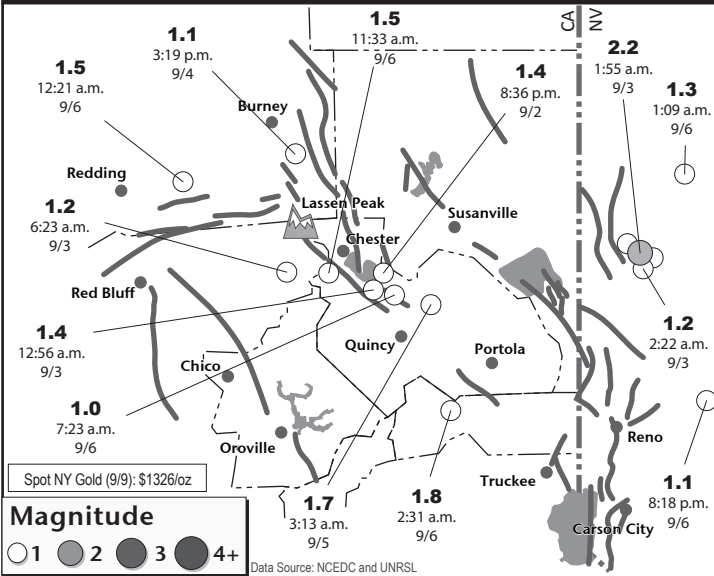 1.1
3:19 p.m.
9/4
1.5
11:33 a.m.
9/6
CA
NV
2.2
1:55 a.m.
9/3
1.5
12:21 a.m.
9/6
1.4
8:36 p.m.
9/2
1.3
1:09 a.m.
9/6
Burney
Redding
1.2
6:23 a.m.
9/3
Lassen Peak
Susanville
Chester
Red Bluff
1.4
12:56 a.m.
9/3
1.2
2:22 a.m.
9/3
Quincy
Portola
Chico
1.0
7:23 a.m.
9/6
Oroville
Reno
Spot NY Gold (9/9): $1326/oz
1.7
3:13 a.m.
9/5
1.8
2:31 a.m.
9/6
Truckee
1.1
8:18 p.m.
9/6
Carson City
Magnitude
1 2 3 4+
Data Source: NCEDC and UNRSL